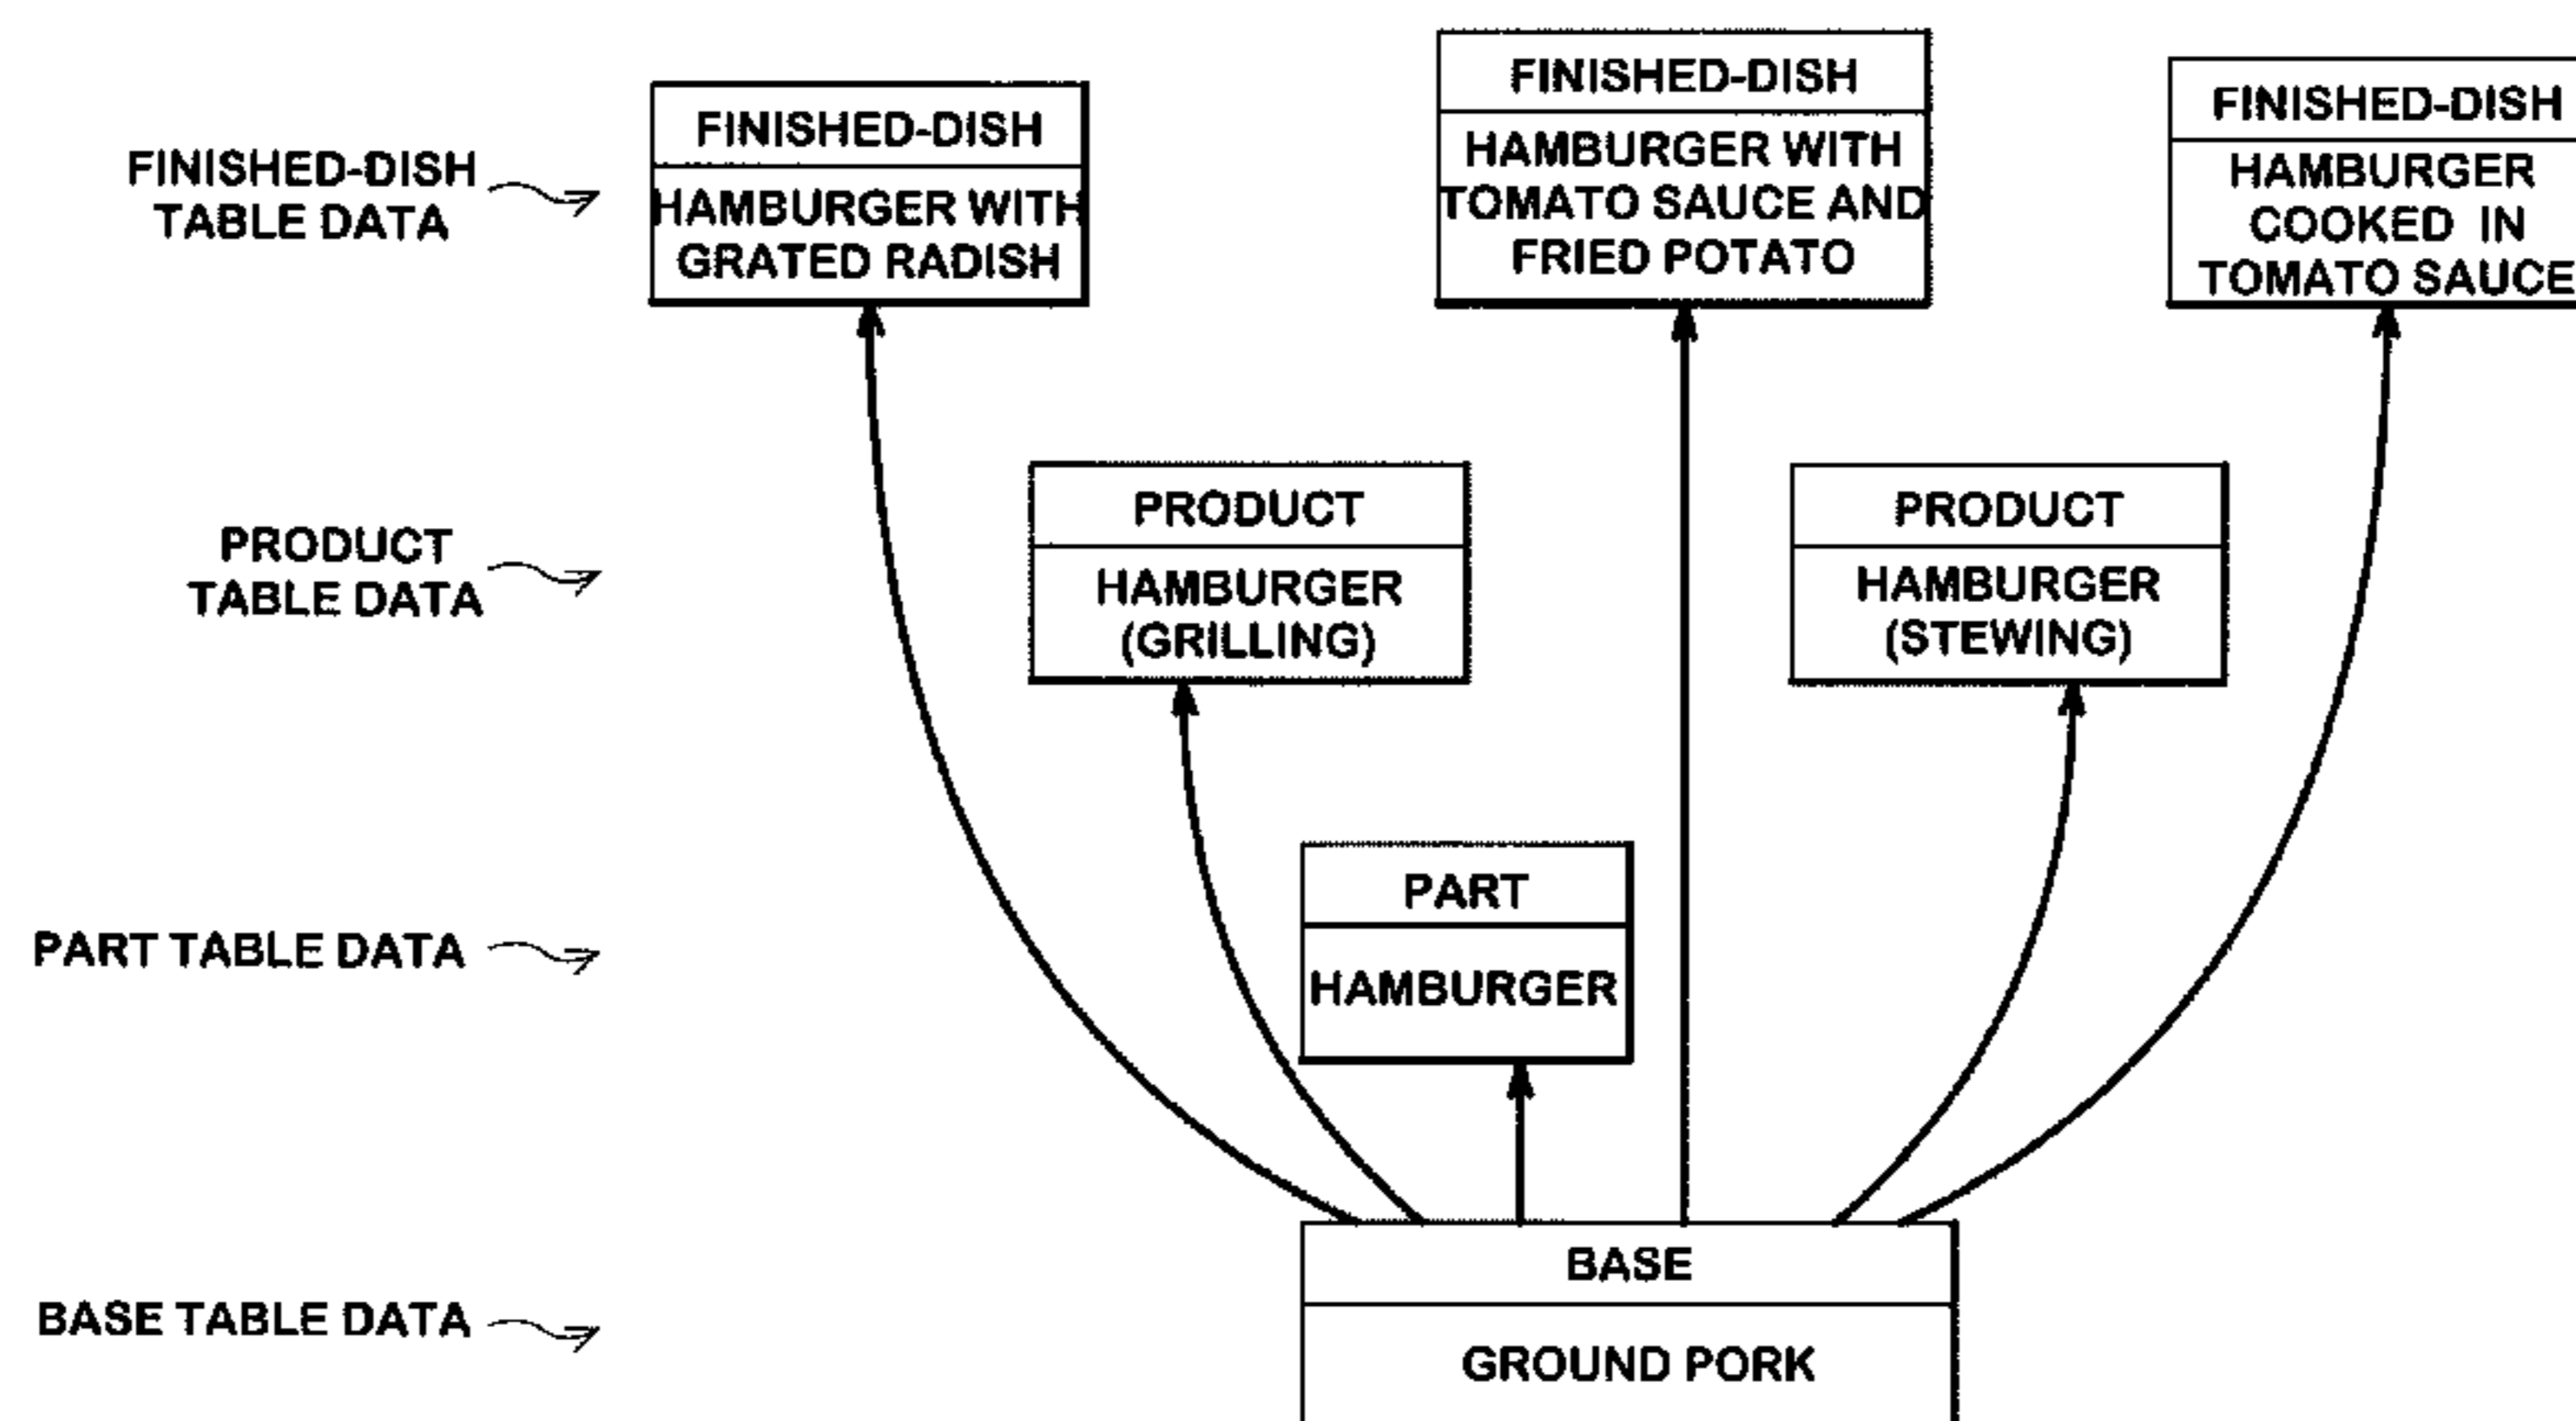 FINISHED-DISH
TABLE DATA
FINISHED-DISH
HAMBURGER WITH
GRATED RADISH
FINISHED-DISH
HAMBURGER WITH
TOMATO SAUCE AND
FRIED POTATO
FINISHED-DISH
HAMBURGER
COOKED IN
TOMATO SAUCE
PRODUCT
TABLE DATA
PRODUCT
HAMBURGER
(GRILLING)
PRODUCT
HAMBURGER
(STEWING)
PART TABLE DATA
PART
HAMBURGER
BASE TABLE DATA
BASE
GROUND PORK